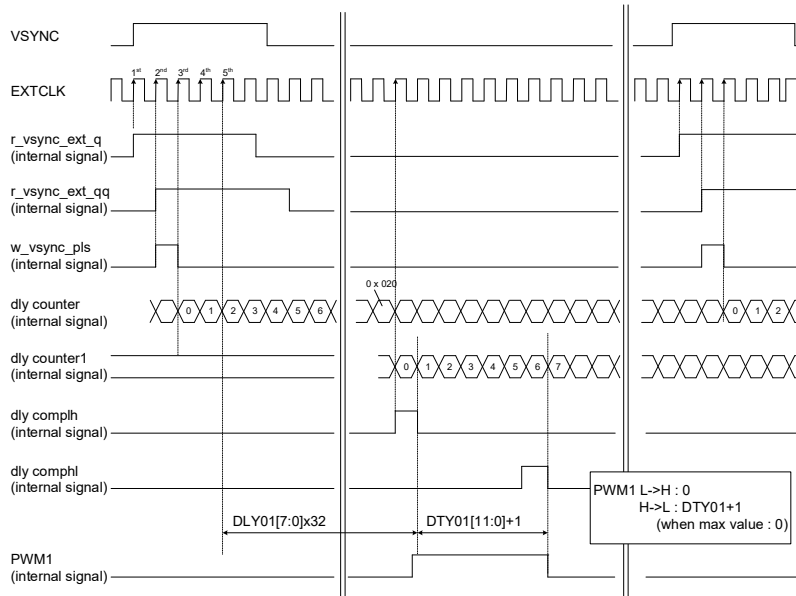 VSYNC
1st 2nd 3rd 4th 5th
EXTCLK
r_vsync_ext_q
(internal signal)
r_vsync_ext_qq
(internal signal)
w_vsync_pls
(internal signal)
0 x 020
dly counter
(internal signal)
0 1 2 3 4 5 6
0 1 2
dly counter1
(internal signal)
0 1 2 3 4 5 6 7
dly complh
(internal signal)
dly comphl
(internal signal)
PWM1 L->H : 0
H->L : DTY01+1
(when max value : 0)
DLY01[7:0]x32
DTY01[11:0]+1
PWM1
(internal signal)